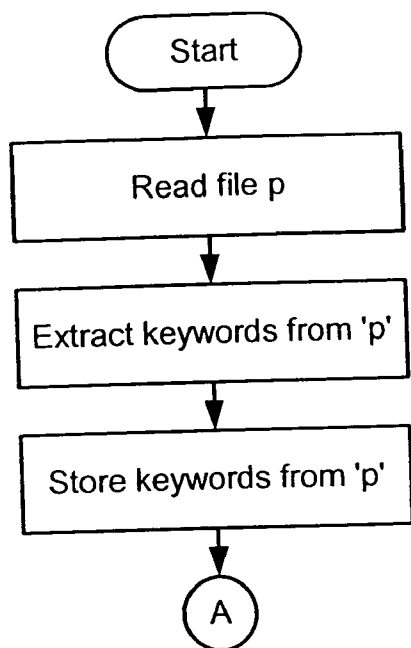 Start
Read file p
Extract keywords from 'p'
Store keywords from 'p'
A